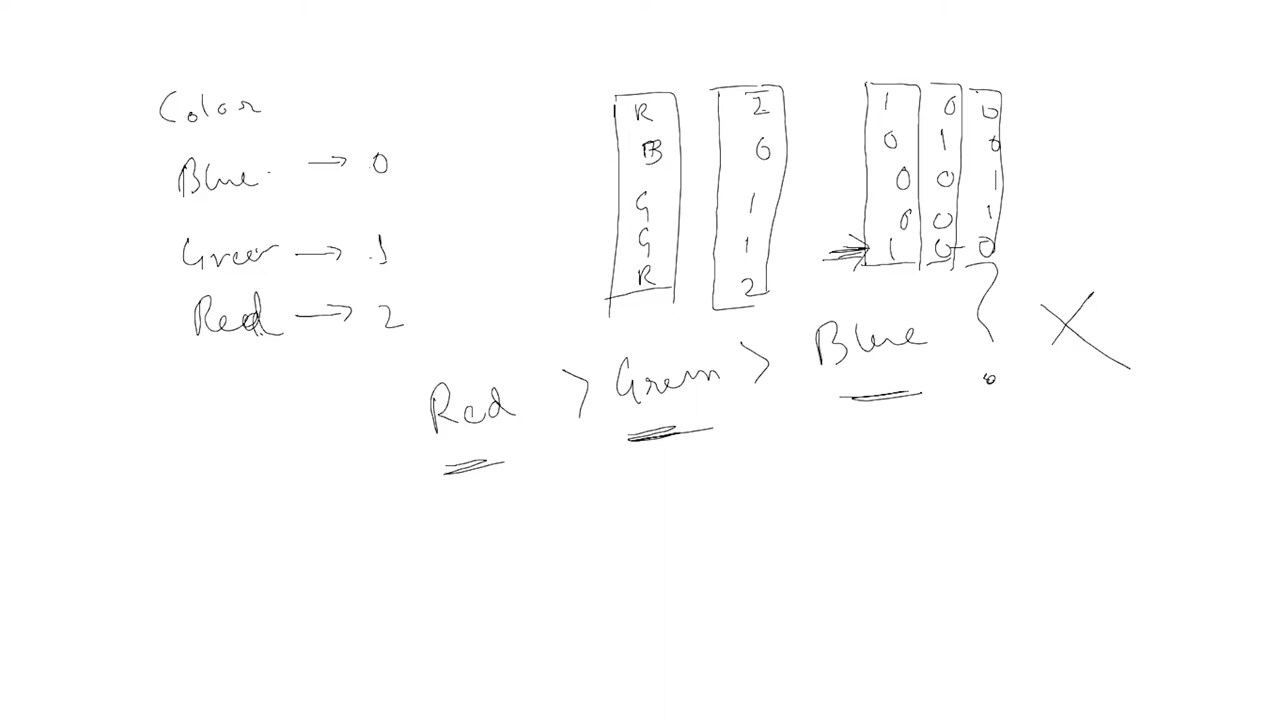 Color
Blue → 0
Green → 1
Red → 2
R 2 1 0 0
B 0 0 1 0
G 1 0 0 1
G 1 0 0 1
R 2 1 0 0
Red > Green > Blue ?